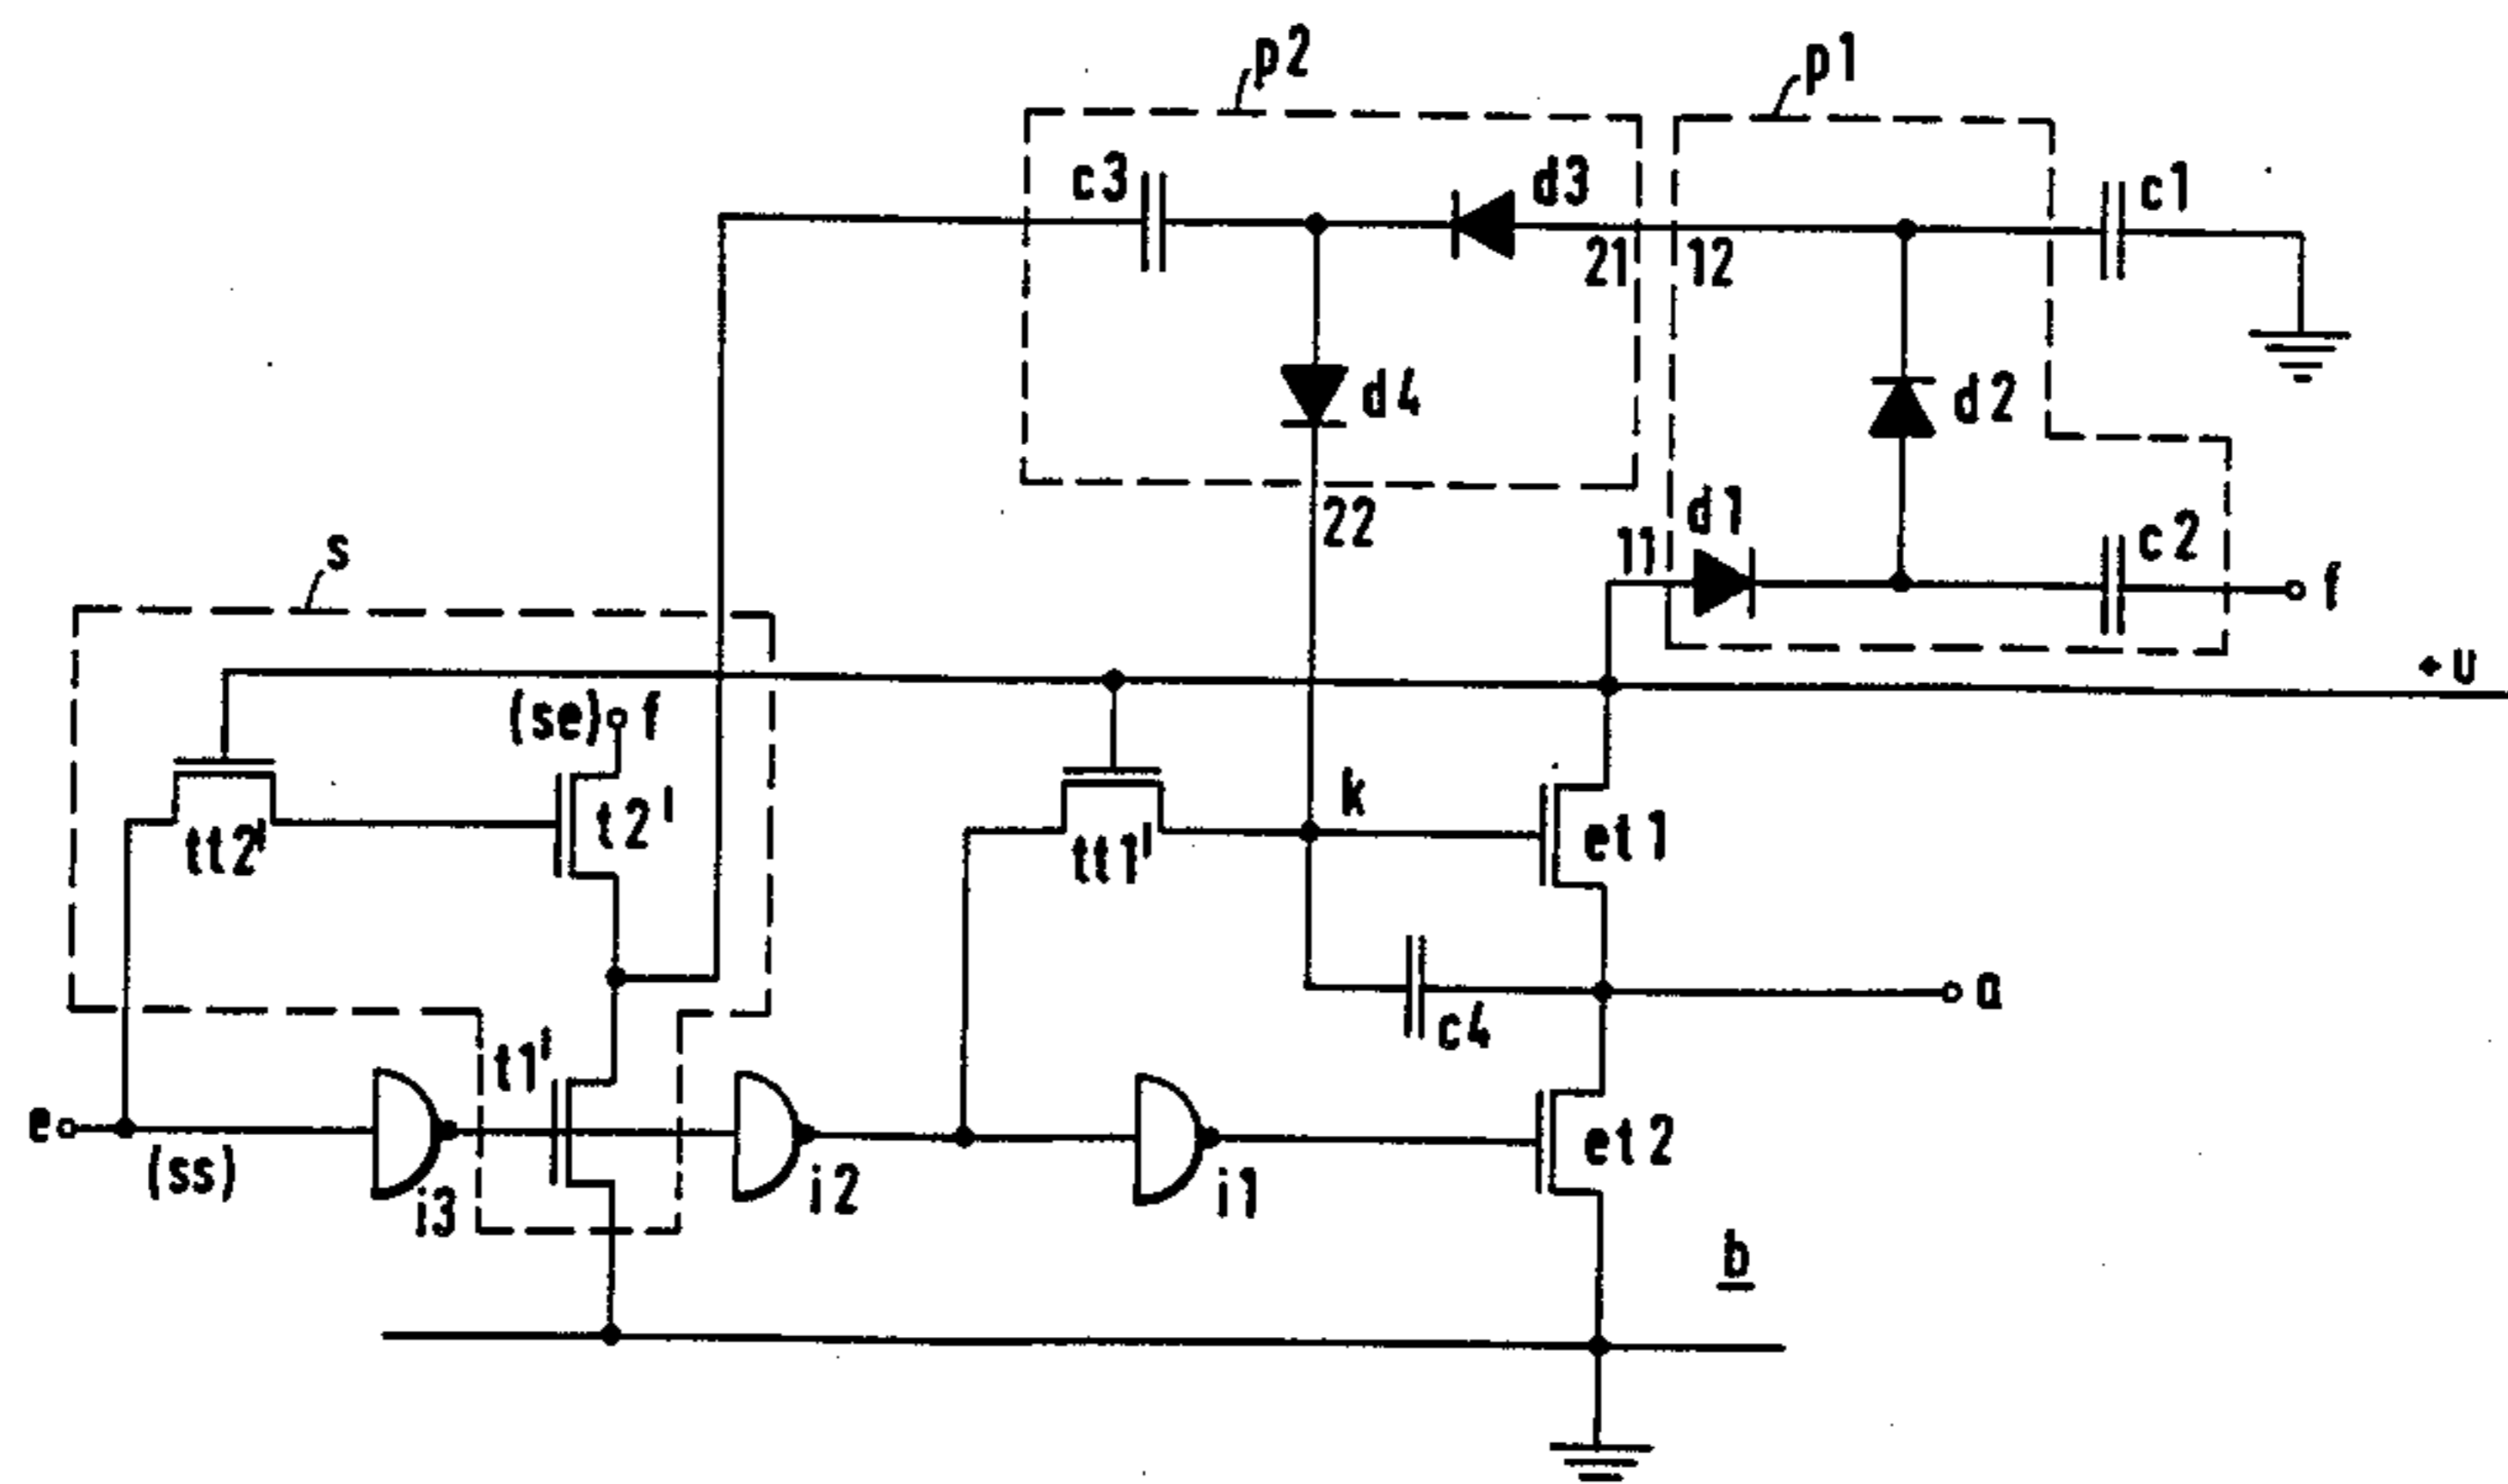 p2
p1
c3
d3
c1
21
12
d4
d2
22
11
d1
c2
f
s
U
(se)
f
k
tt2'
t2'
tt1'
et1
a
c4
t1'
e
(ss)
i3
i2
i1
et2
b